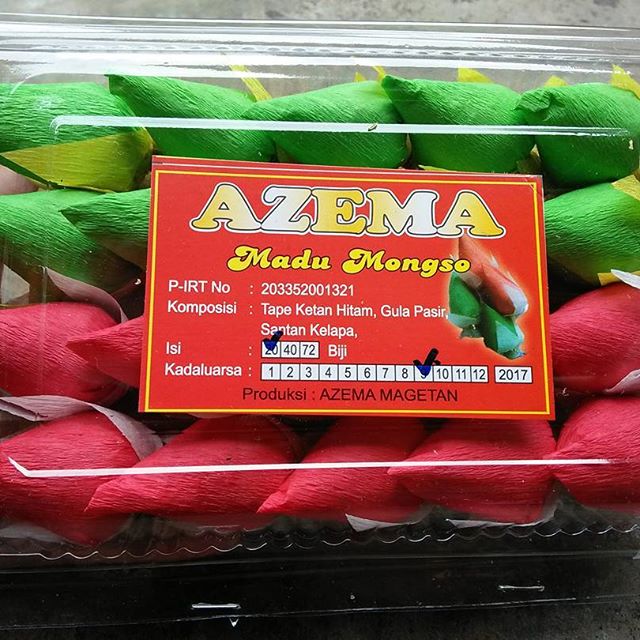 AZEMA
Madu Mongso
P-IRT No : 203352001321
Komposisi : Tape Ketan Hitam, Gula Pasir,
Santan Kelapa,
Isi : 20 40 72 Biji
Kadaluarsa : 1 2 3 4 5 6 7 8 9 10 11 12 2017
Produksi : AZEMA MAGETAN